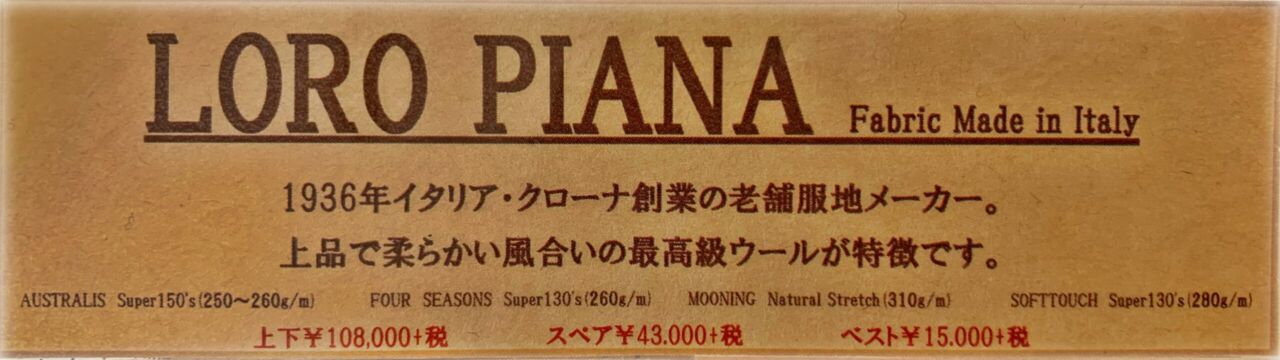 LORO PIANA Fabric Made in Italy
1936年イタリア・クローナ創業の老舗服地メーカー。
上品で柔らかい風合いの最高級ウールが特徴です。
AUSTRALIS Super150's(250〜260g/m) FOUR SEASONS Super130's(260g/m) MOONING Natural Stretch(310g/m) SOFTTOUCH Super130's(280g/m)
上下¥108,000+税 スペア¥43.000+税 ベスト¥15.000+税